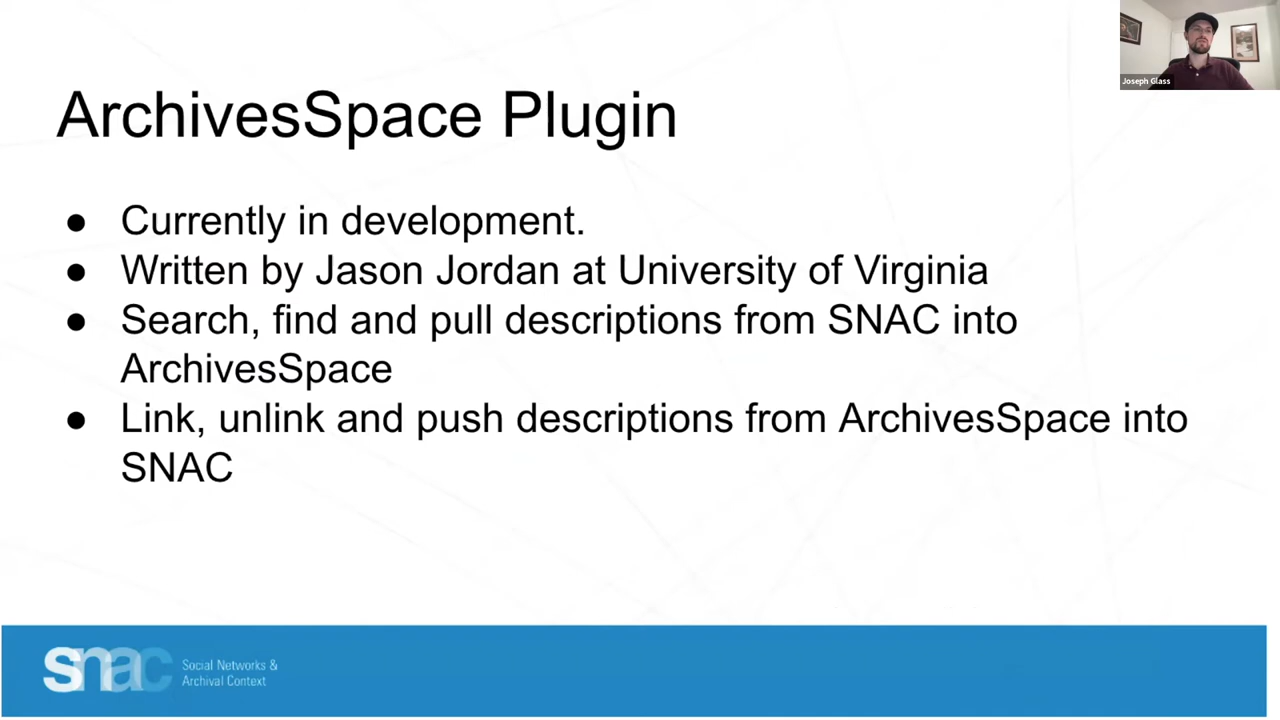 Joseph Glass
ArchivesSpace Plugin
● Currently in development.
● Written by Jason Jordan at University of Virginia
● Search, find and pull descriptions from SNAC into
ArchivesSpace
● Link, unlink and push descriptions from ArchivesSpace into
SNAC
snac
Social Networks &
Archival Context